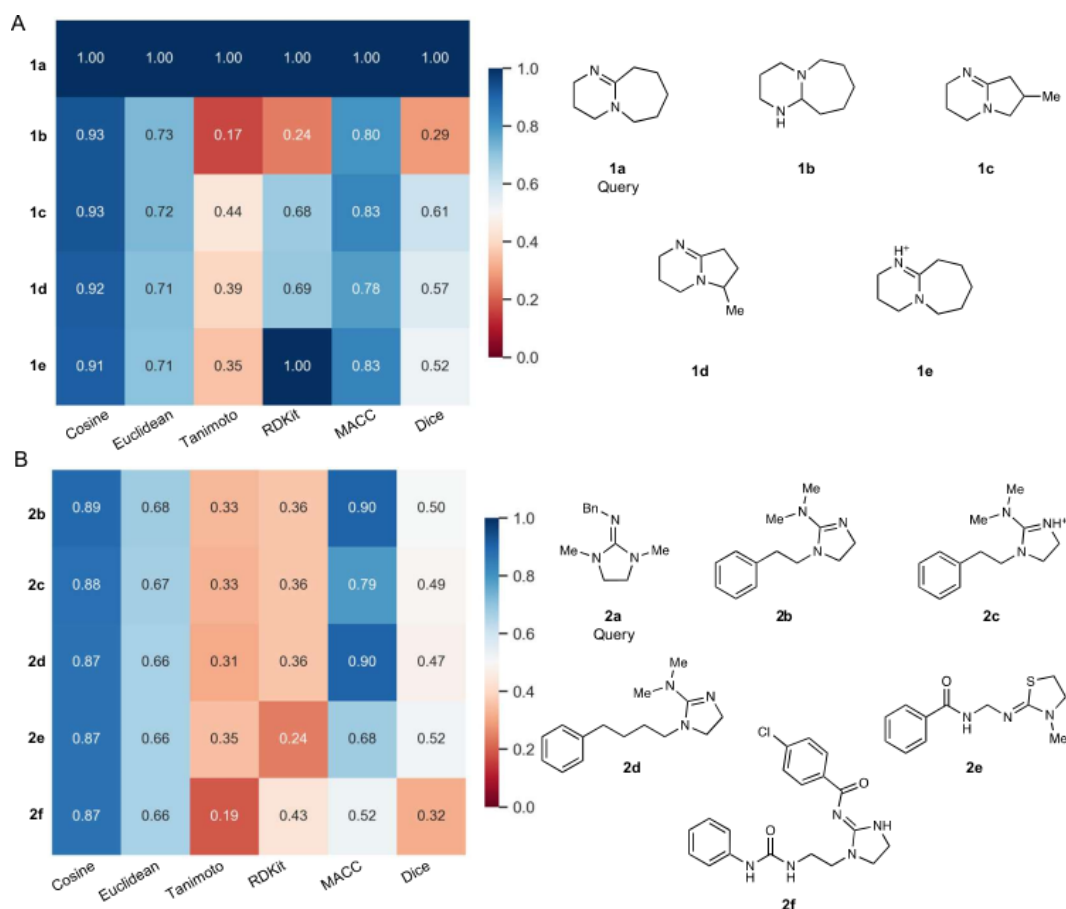 A
1a 1.00 1.00 1.00 1.00 1.00 1.00
1b 0.93 0.73 0.17 0.24 0.80 0.29
1c 0.93 0.72 0.44 0.68 0.83 0.61
1d 0.92 0.71 0.39 0.69 0.78 0.57
1e 0.91 0.71 0.35 1.00 0.83 0.52
Cosine Euclidean Tanimoto RDKit MACC Dice
1.0
0.8
0.6
0.4
0.2
0.0
N
N
1a
Query
N
N
H
1b
N
N
Me
1c
N
N
Me
1d
H+
N
N
1e
B
2b 0.89 0.68 0.33 0.36 0.90 0.50
2c 0.88 0.67 0.33 0.36 0.79 0.49
2d 0.87 0.66 0.31 0.36 0.90 0.47
2e 0.87 0.66 0.35 0.24 0.68 0.52
2f 0.87 0.66 0.19 0.43 0.52 0.32
Cosine Euclidean Tanimoto RDKit MACC Dice
1.0
0.8
0.6
0.4
0.2
0.0
Bn
N
Me N N Me
2a
Query
Me
Me N N
N
2b
Me
Me N NH+
N
2c
Me
Me N N
N
2d
O S
N N N
H Me
2e
Cl
O
N NH
O N
N N
H H
2f